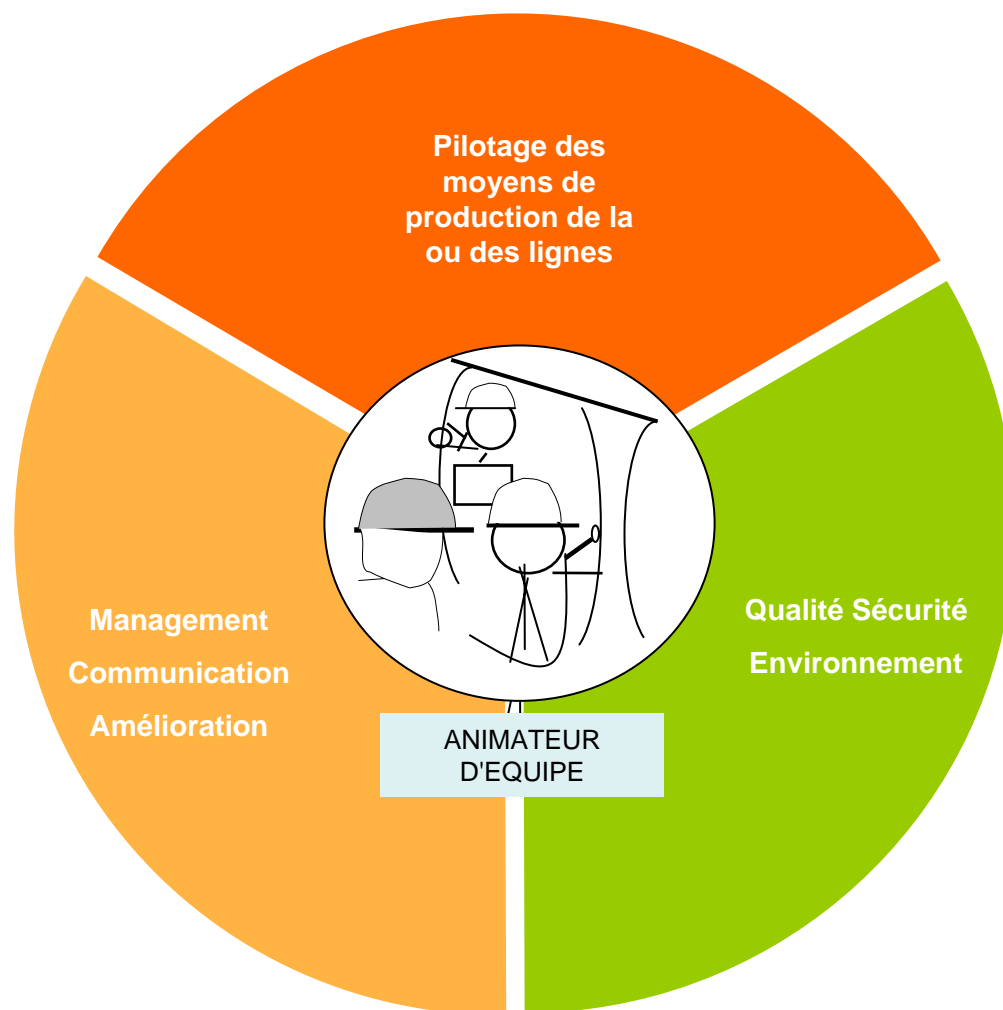 Pilotage des
moyens de
production de la
ou des lignes
Management
Communication
Amélioration
Qualité Sécurité
Environnement
ANIMATEUR
D'EQUIPE